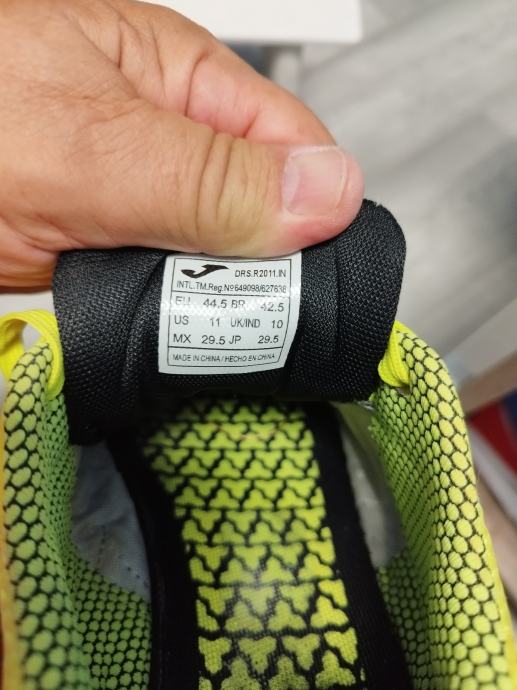 DRS.R2011.IN
INTL.TM.Reg.Nº649098/627638
EU 44.5 BR 42.5
US 11 UK/IND 10
MX 29.5 JP 29.5
MADE IN CHINA / HECHO EN CHINA